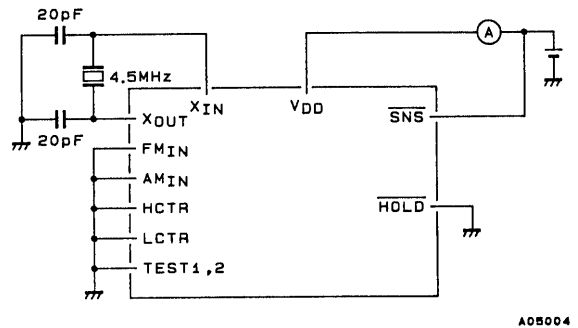 20pF
A
4.5MHz
XIN
VDD
XOUT
SNS
20pF
FMIN
AMIN
HCTR
HOLD
LCTR
TEST1,2
A05004